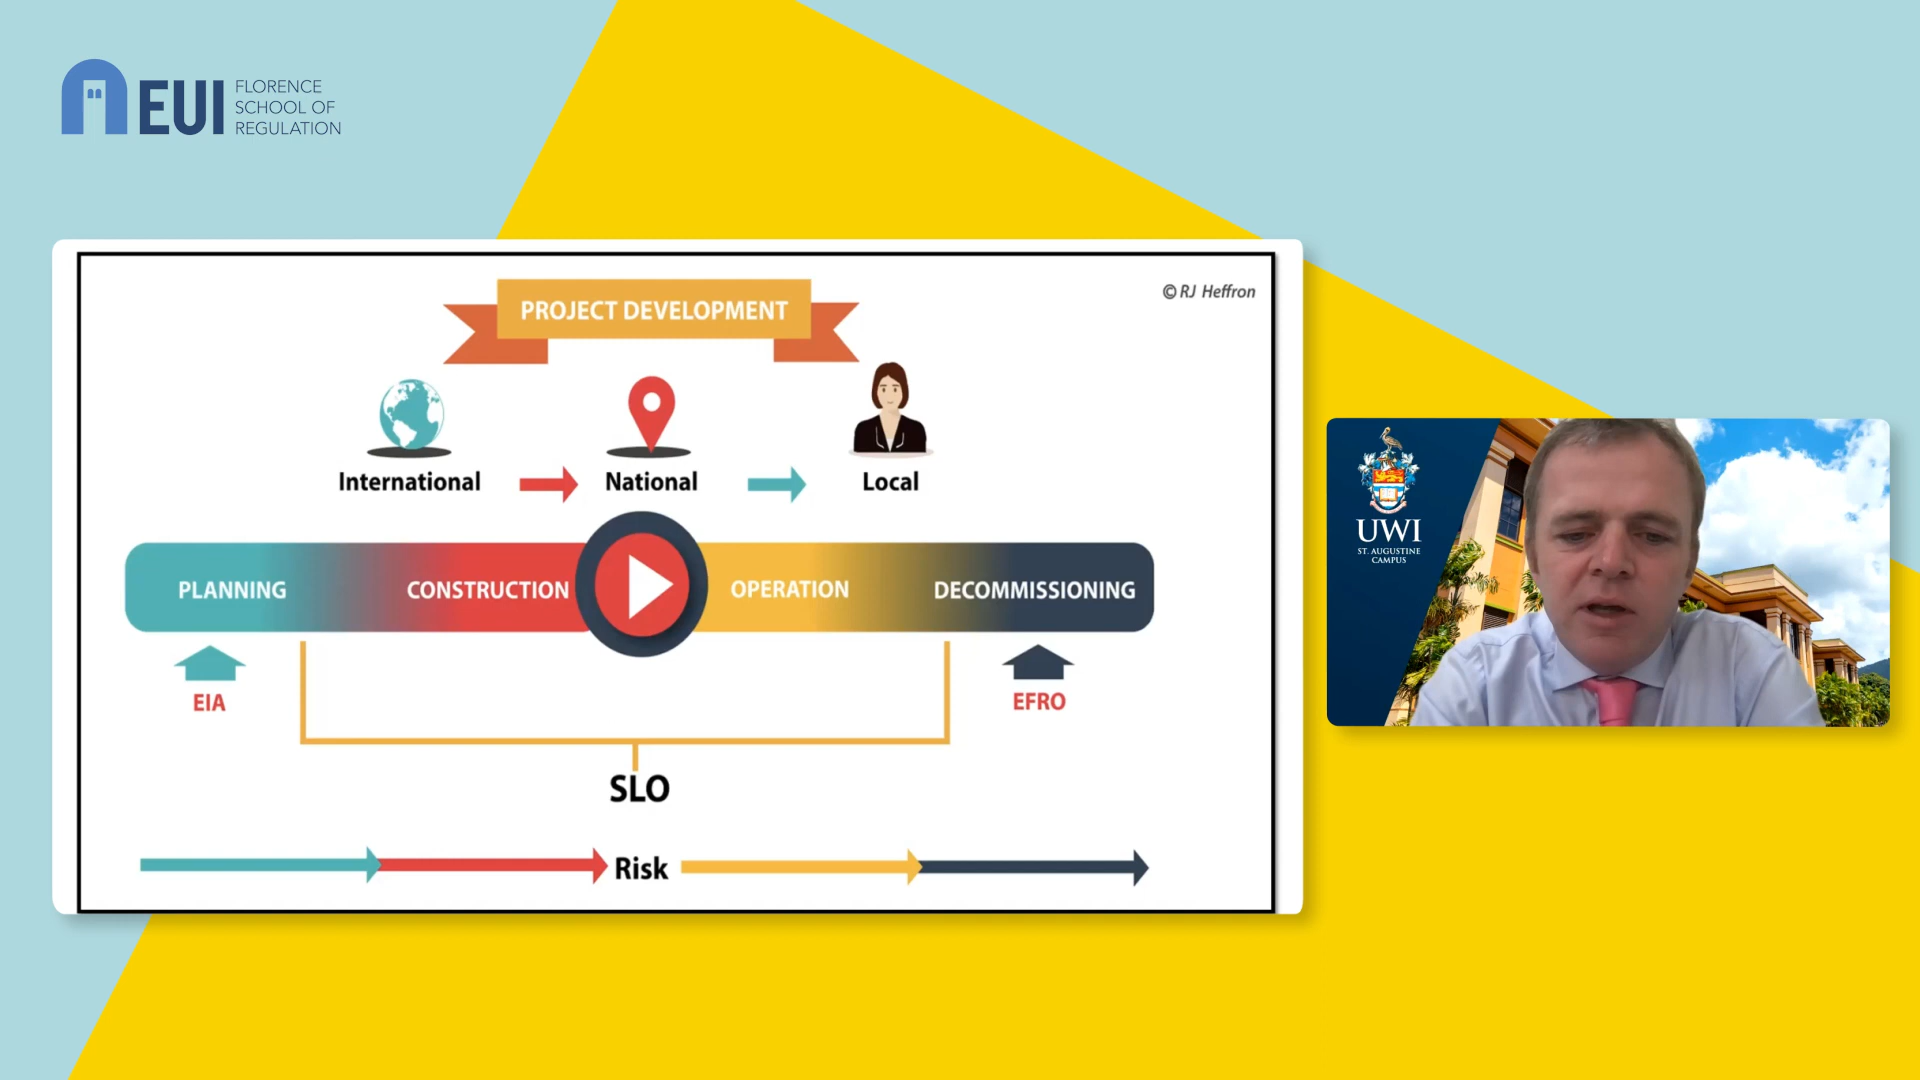 EUI
FLORENCE
SCHOOL OF
REGULATION
© RJ Heffron
PROJECT DEVELOPMENT
International
National
Local
PLANNING
CONSTRUCTION
OPERATION
DECOMMISSIONING
EIA
EFRO
SLO
Risk
UWI
ST. AUGUSTINE
CAMPUS